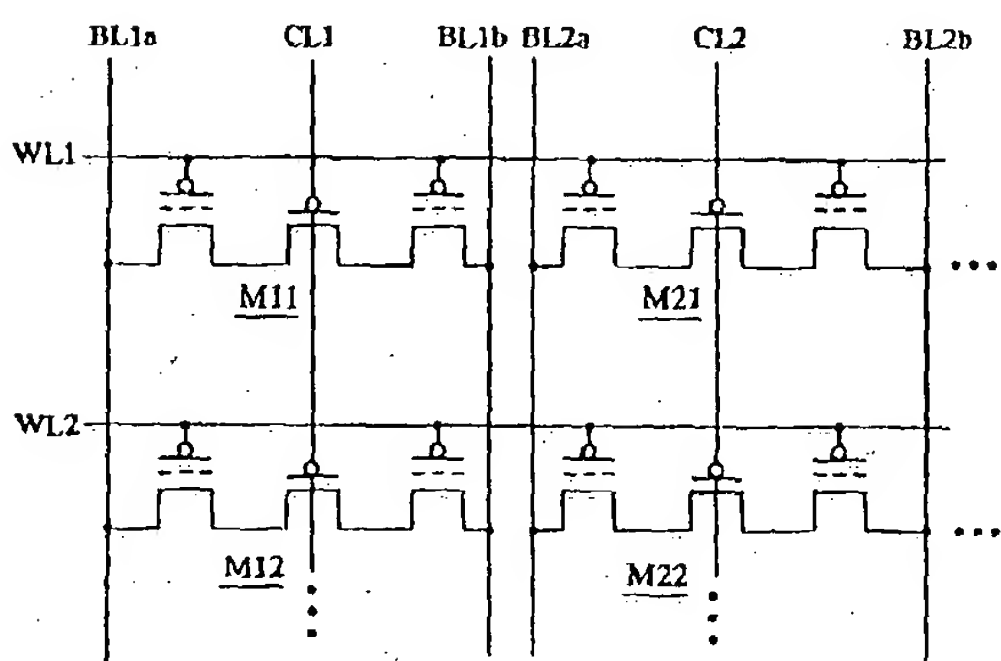 BL1a CL1 BL1b BL2a CL2 BL2b
WL1
M11 M21
WL2
M12 M22